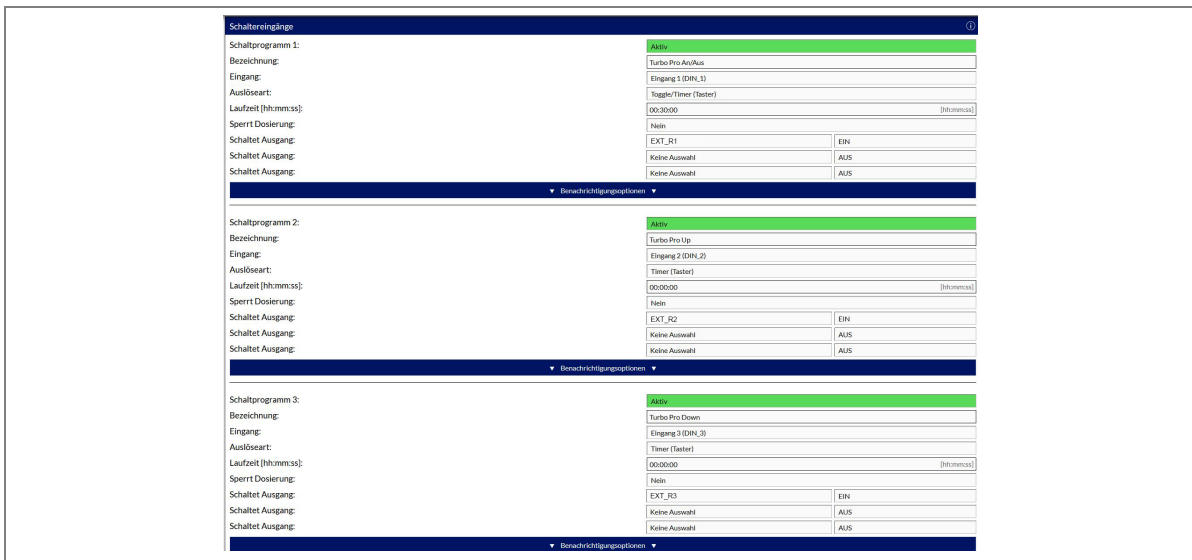 Schaltereingänge
Schaltprogramm 1: Aktiv
Bezeichnung: Turbo Pro An/Aus
Eingang: Eingang 1 (DIN_1)
Auslöseart: Toggle/Timer (Taster)
Laufzeit [hh:mm:ss]: 00:30:00 [hh:mm:ss]
Sperrt Dosierung: Nein
Schaltet Ausgang: EXT_R1 EIN
Schaltet Ausgang: Keine Auswahl AUS
Schaltet Ausgang: Keine Auswahl AUS
▼ Benachrichtigungsoptionen ▼
Schaltprogramm 2: Aktiv
Bezeichnung: Turbo Pro Up
Eingang: Eingang 2 (DIN_2)
Auslöseart: Timer (Taster)
Laufzeit [hh:mm:ss]: 00:00:00 [hh:mm:ss]
Sperrt Dosierung: Nein
Schaltet Ausgang: EXT_R2 EIN
Schaltet Ausgang: Keine Auswahl AUS
Schaltet Ausgang: Keine Auswahl AUS
▼ Benachrichtigungsoptionen ▼
Schaltprogramm 3: Aktiv
Bezeichnung: Turbo Pro Down
Eingang: Eingang 3 (DIN_3)
Auslöseart: Timer (Taster)
Laufzeit [hh:mm:ss]: 00:00:00 [hh:mm:ss]
Sperrt Dosierung: Nein
Schaltet Ausgang: EXT_R3 EIN
Schaltet Ausgang: Keine Auswahl AUS
Schaltet Ausgang: Keine Auswahl AUS
▼ Benachrichtigungsoptionen ▼